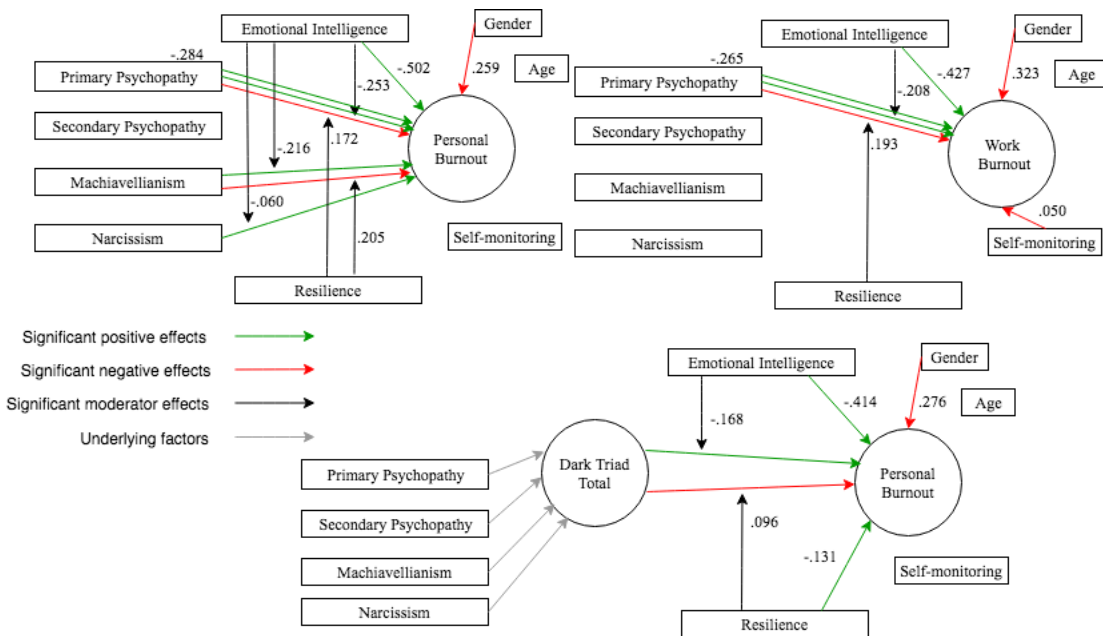 Emotional Intelligence
Gender
-.284
Primary Psychopathy
-.502
-.253
.259
Age
Secondary Psychopathy
Personal
Burnout
-.216
.172
Machiavellianism
-.060
Narcissism
.205
Self-monitoring
Resilience
Emotional Intelligence
Gender
-.265
Primary Psychopathy
-.427
-.208
.323
Age
Secondary Psychopathy
.193
Work
Burnout
Machiavellianism
.050
Narcissism
Self-monitoring
Resilience
Significant positive effects
Significant negative effects
Significant moderator effects
Underlying factors
Emotional Intelligence
Gender
-.414
.276
Age
-.168
Primary Psychopathy
Dark Triad
Total
Personal
Burnout
Secondary Psychopathy
.096
Machiavellianism
-.131
Self-monitoring
Narcissism
Resilience